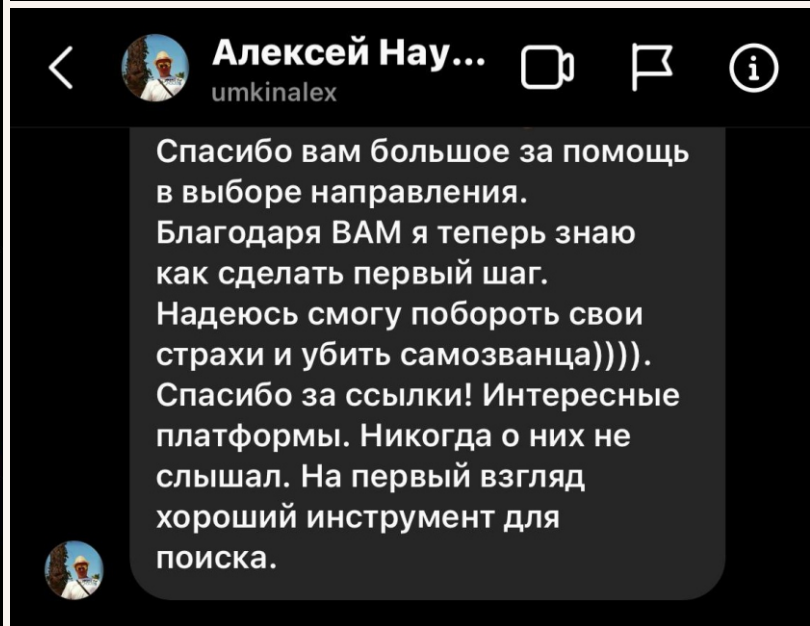 Алексей Нау...
umkinalex
Спасибо вам большое за помощь
в выборе направления.
Благодаря ВАМ я теперь знаю
как сделать первый шаг.
Надеюсь смогу побороть свои
страхи и убить самозванца)))).
Спасибо за ссылки! Интересные
платформы. Никогда о них не
слышал. На первый взгляд
хороший инструмент для
поиска.